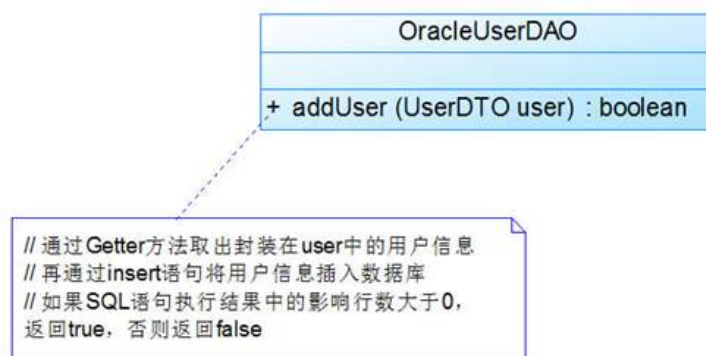 OracleUserDAO
+ addUser (UserDTO user) : boolean
// 通过Getter方法取出封装在user中的用户信息
// 再通过insert语句将用户信息插入数据库
// 如果SQL语句执行结果中的影响行数大于0，
返回true，否则返回false